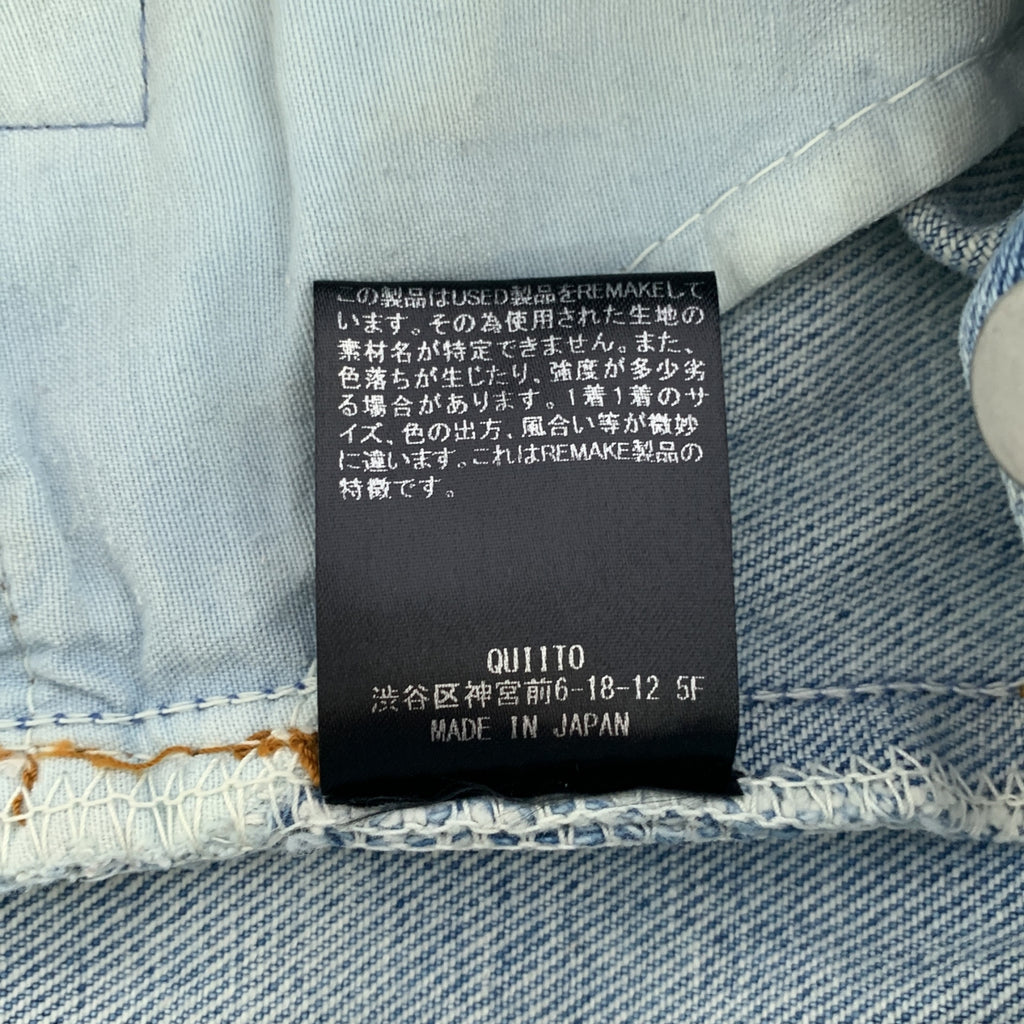 この製品はUSED製品をREMAKEして
います。その為使用された生地の
素材名が特定できません。また、
色落ちが生じたり、強度が多少劣
る場合があります。1着1着のサ
イズ、色の出方、風合い等が微妙
に違います。これはREMAKE製品の
特徴です。
QUIITO
渋谷区神宮前6-18-12 5F
MADE IN JAPAN